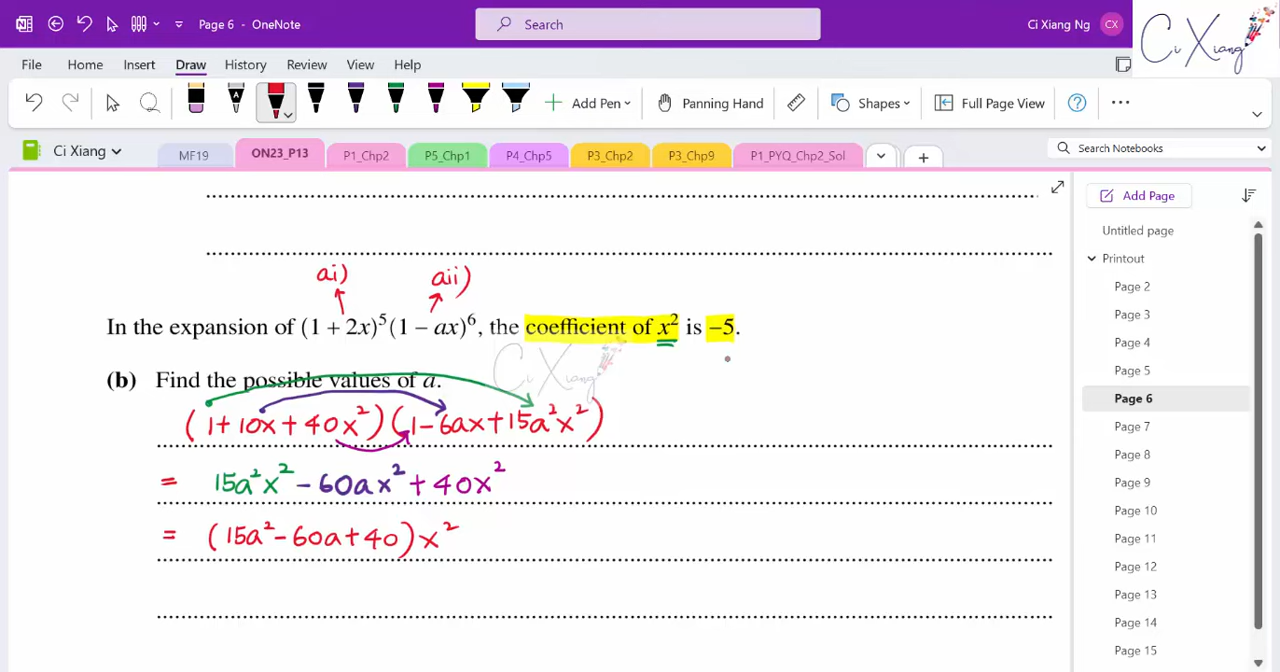 Page 6 - OneNote
Search
Ci Xiang Ng
CX
Ci Xiang
File Home Insert Draw History Review View Help
Add Pen
Panning Hand
Shapes
Full Page View
Ci Xiang
MF19
ON23_P13
P1_Chp2
P5_Chp1
P4_Chp5
P3_Chp2
P3_Chp9
P1_PYQ_Chp2_Sol
Search Notebooks
Add Page
Untitled page
Printout
Page 2
Page 3
Page 4
Page 5
Page 6
Page 7
Page 8
Page 9
Page 10
Page 11
Page 12
Page 13
Page 14
Page 15
ai) aii)
In the expansion of (1 + 2x)⁵(1 − ax)⁶, the coefficient of x² is −5.
Ci Xiang
(b) Find the possible values of a.
(1+10x+40x²)(1-6ax+15a²x²)
= 15a²x² - 60ax² + 40x²
= (15a²-60a+40)x²